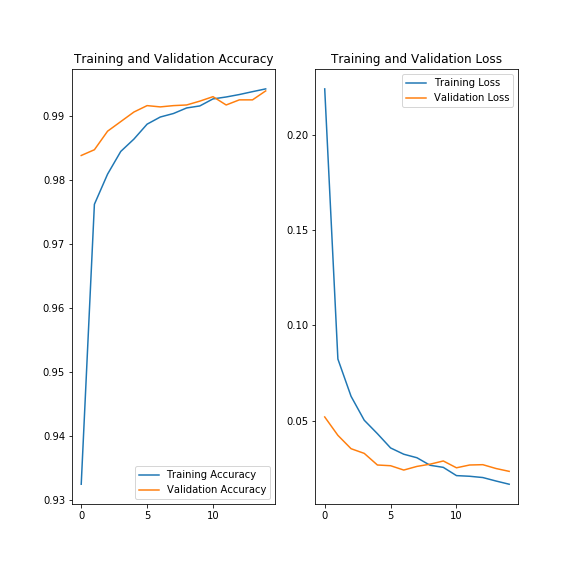 Training and Validation Accuracy
0.99
0.98
0.97
0.96
0.95
0.94
0.93
0 5 10
Training Accuracy
Validation Accuracy
Training and Validation Loss
0.20
0.15
0.10
0.05
0 5 10
Training Loss
Validation Loss